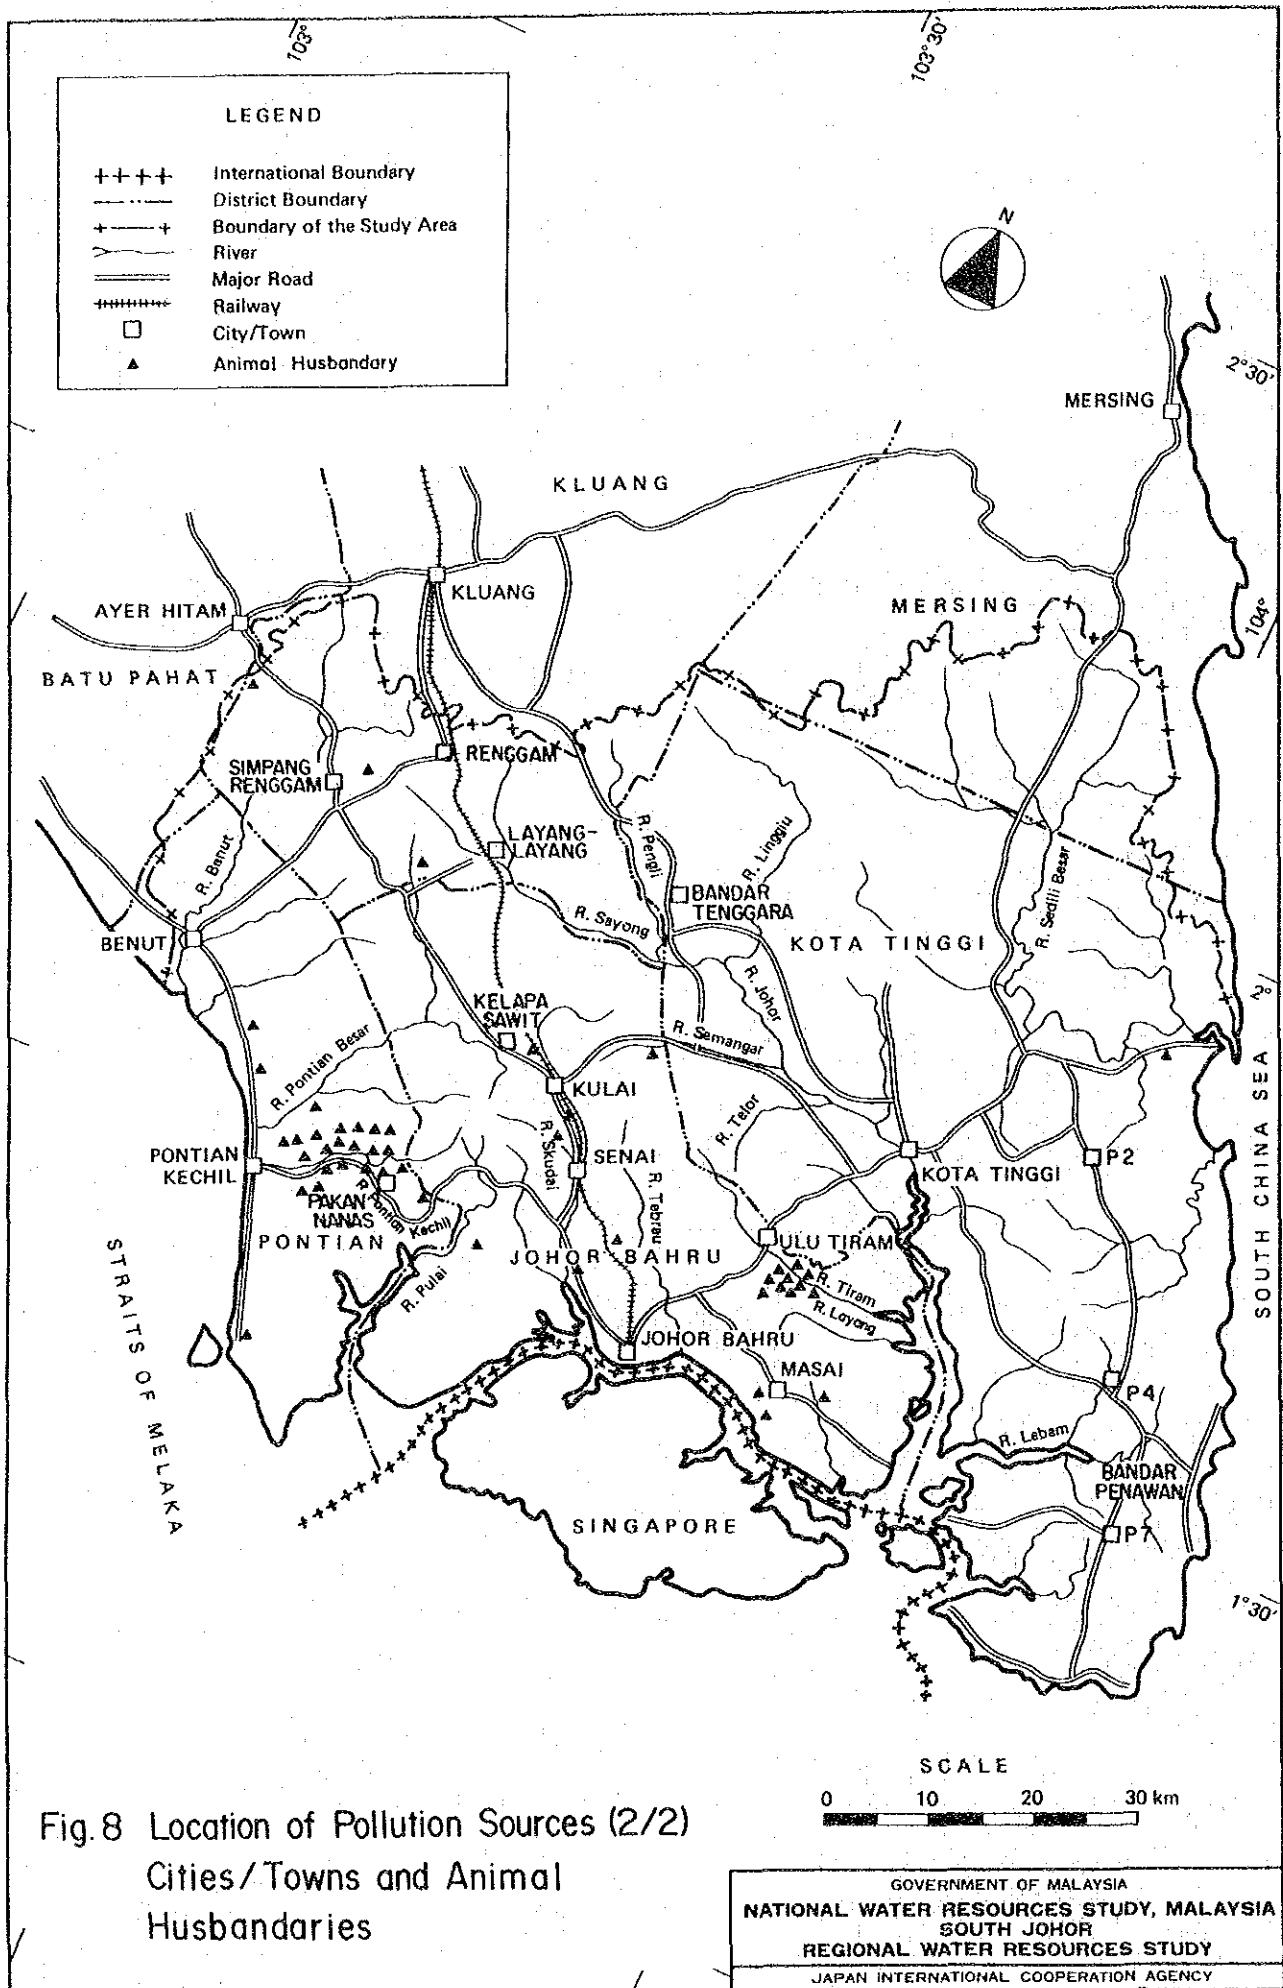 103°
103°30'
LEGEND
International Boundary
District Boundary
Boundary of the Study Area
River
Major Road
Railway
City/Town
Animal Husbandary
N
2°30'
MERSING
KLUANG
KLUANG
AYER HITAM
MERSING
104°
BATU PAHAT
RENGGAM
SIMPANG
RENGGAM
LAYANG-
LAYANG
R. Pengli
R. Linggiu
R. Benut
R. Sedili Besar
BANDAR
TENGGARA
R. Sayong
KOTA TINGGI
BENUT
R. Johor
2°
KELAPA
SAWIT
R. Semangar
R. Pontian Besar
KULAI
R. Telor
PONTIAN
KECHIL
R. Skudai
SENAI
R. Tebrau
KOTA TINGGI
P2
PAKAN
NANAS
R. Pontian Kechil
PONTIAN
JOHOR BAHRU
ULU TIRAM
R. Tiram
R. Layang
R. Pulai
SOUTH CHINA SEA
STRAITS OF MELAKA
JOHOR BAHRU
MASAI
P4
R. Lebam
BANDAR
PENAWAN
SINGAPORE
P7
1°30'
SCALE
0 10 20 30 km
Fig. 8 Location of Pollution Sources (2/2)
Cities/Towns and Animal
Husbandaries
GOVERNMENT OF MALAYSIA
NATIONAL WATER RESOURCES STUDY, MALAYSIA
SOUTH JOHOR
REGIONAL WATER RESOURCES STUDY
JAPAN INTERNATIONAL COOPERATION AGENCY